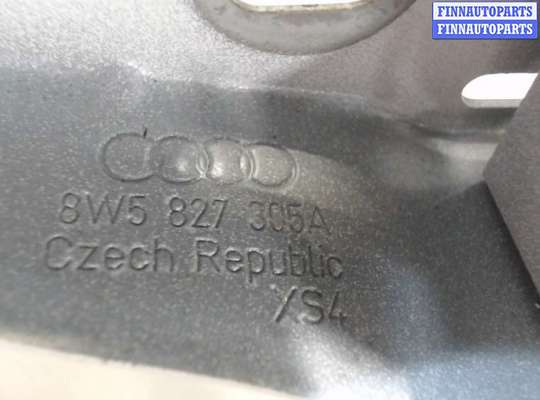 FINNAUTOPARTS
FINNAUTOPARTS
8W5 827 305A
Czech Republic
XS4